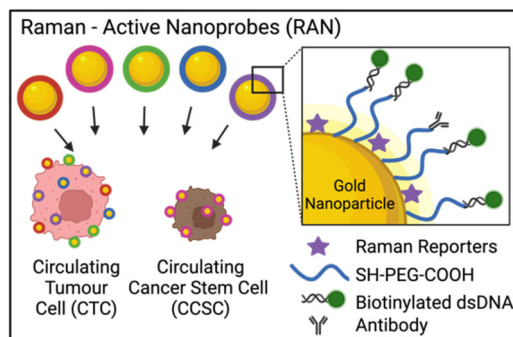 Raman - Active Nanoprobes (RAN)
Gold
Nanoparticle
Circulating
Tumour
Cell (CTC)
Circulating
Cancer Stem Cell
(CCSC)
Raman Reporters
SH-PEG-COOH
Biotinylated dsDNA
Antibody